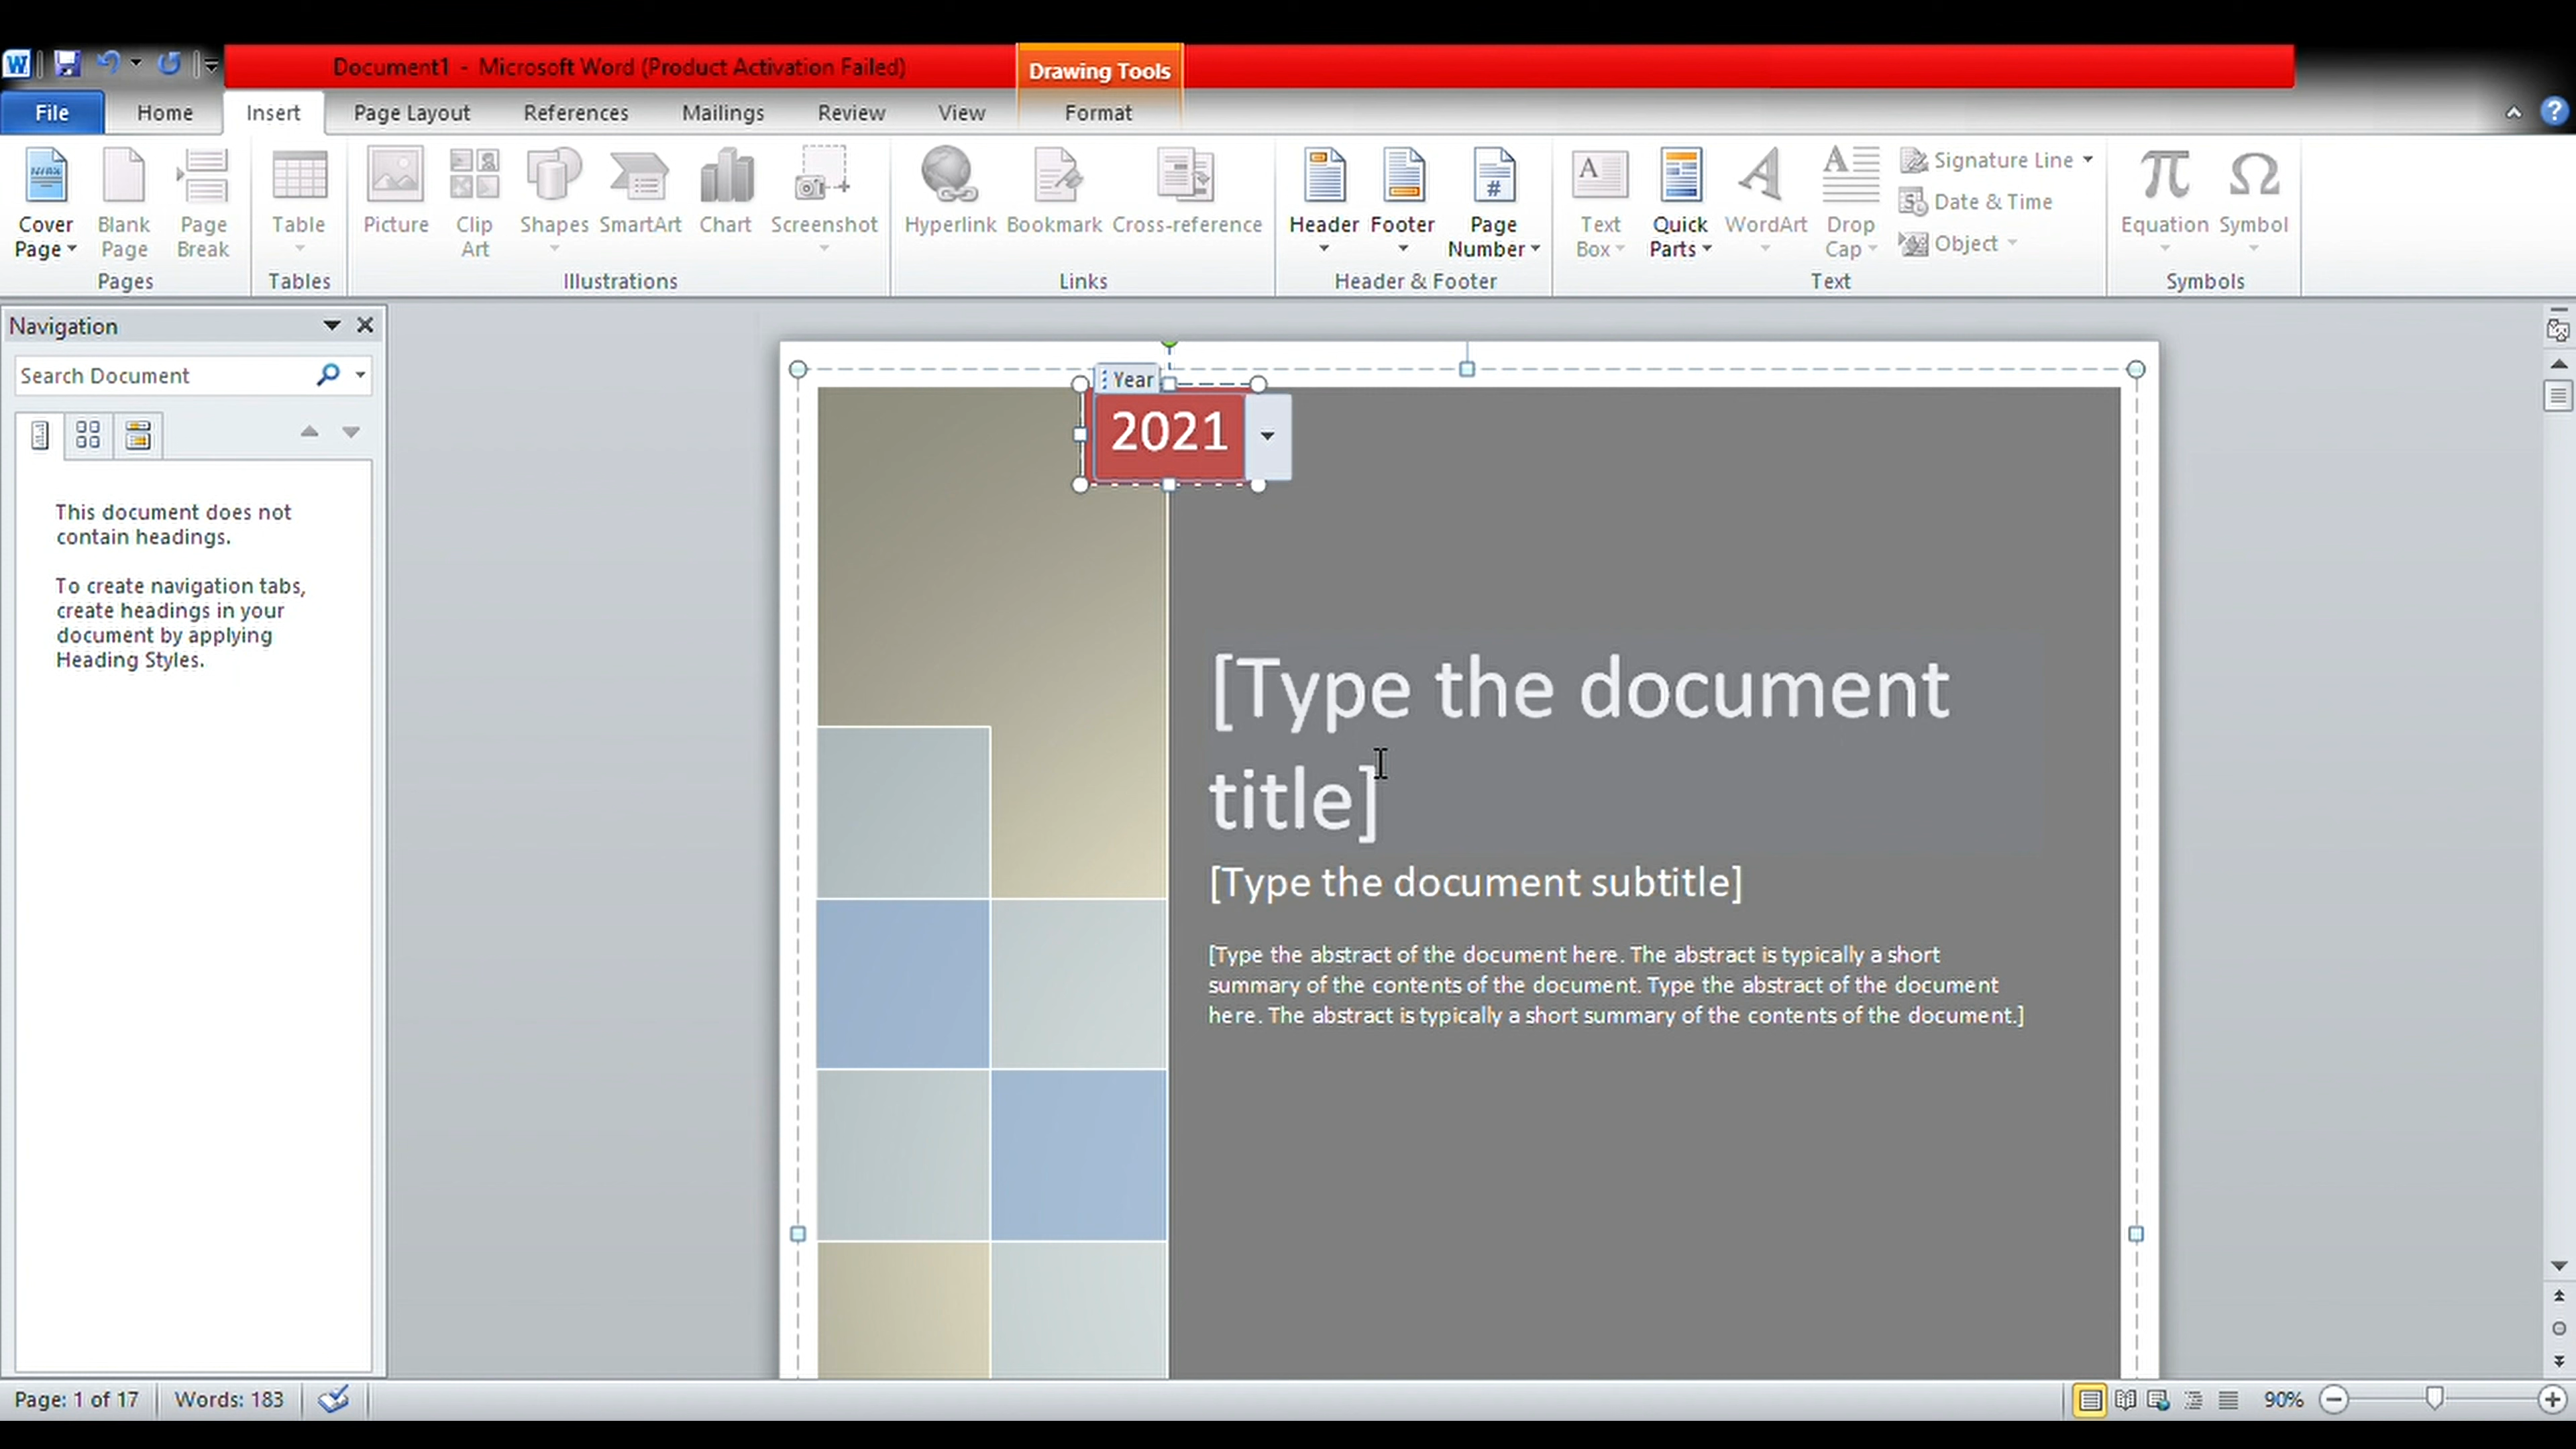 Document1 - Microsoft Word (Product Activation Failed)
Drawing Tools
File Home Insert Page Layout References Mailings Review View Format
Cover Page
Blank Page
Page Break
Pages
Table
Tables
Picture
Clip Art
Shapes
SmartArt
Chart
Screenshot
Illustrations
Hyperlink
Bookmark
Cross-reference
Links
Header
Footer
Page Number
Header & Footer
Text Box
Quick Parts
WordArt
Drop Cap
Signature Line
Date & Time
Object
Text
Equation
Symbol
Symbols
Navigation
Search Document
This document does not
contain headings.
To create navigation tabs,
create headings in your
document by applying
Heading Styles.
Year
2021
[Type the document
title]
[Type the document subtitle]
[Type the abstract of the document here. The abstract is typically a short
summary of the contents of the document. Type the abstract of the document
here. The abstract is typically a short summary of the contents of the document.]
Page: 1 of 17 Words: 183 90%